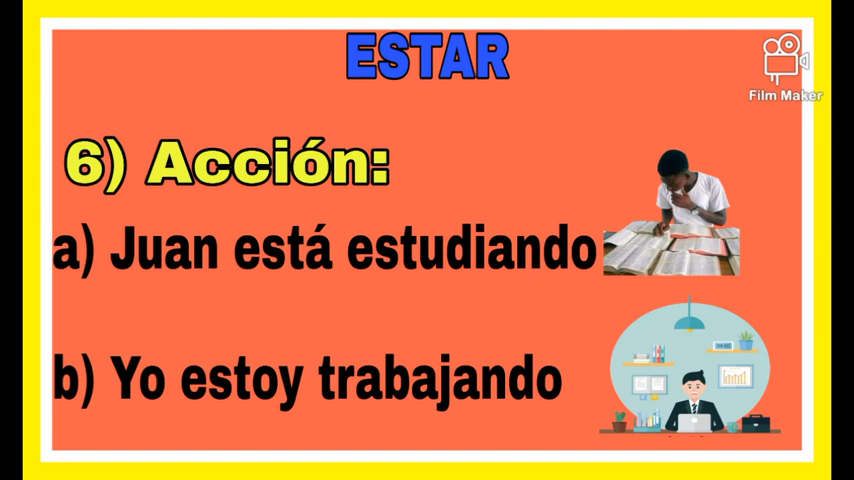 ESTAR
Film Maker
6) Acción:
a) Juan está estudiando
b) Yo estoy trabajando